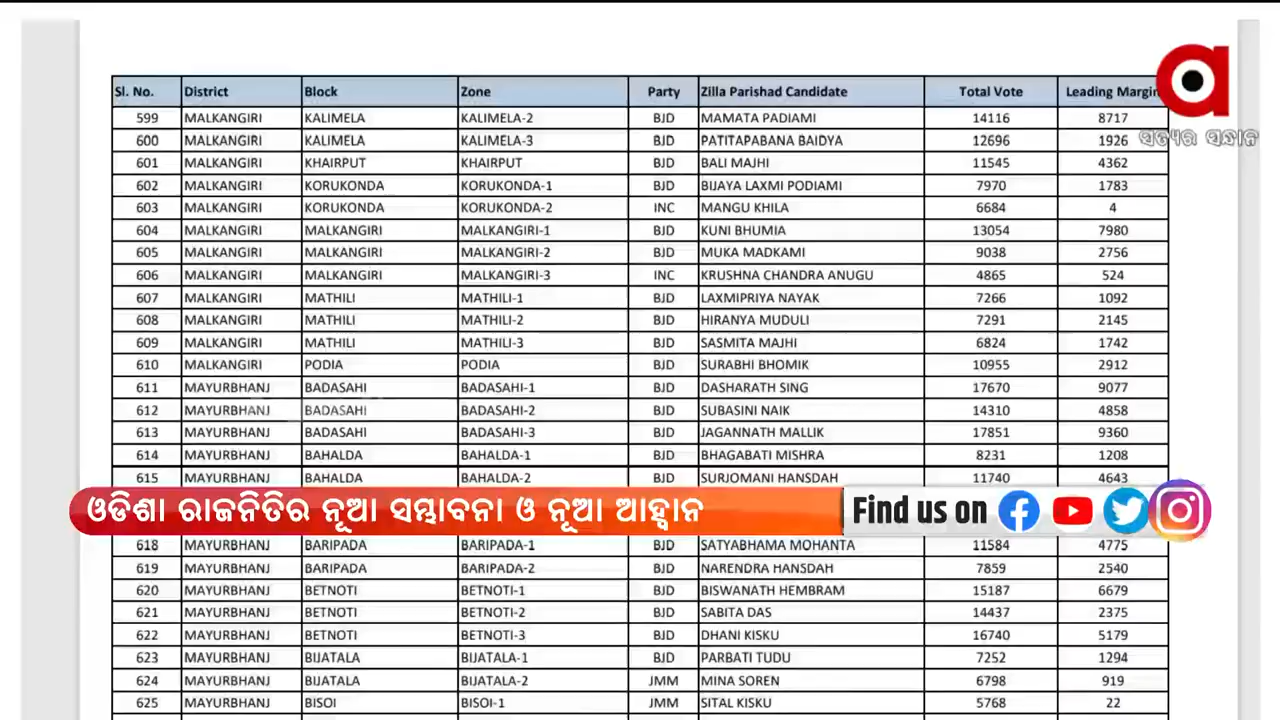 Sl. No. District Block Zone Party Zilla Parishad Candidate Total Vote Leading Margin
599 MALKANGIRI KALIMELA KALIMELA-2 BJD MAMATA PADIAMI 14116 8717
600 MALKANGIRI KALIMELA KALIMELA-3 BJD PATITAPABANA BAIDYA 12696 1926
ସତ୍ୟର ସନ୍ଧାନ
601 MALKANGIRI KHAIRPUT KHAIRPUT BJD BALI MAJHI 11545 4362
602 MALKANGIRI KORUKONDA KORUKONDA-1 BJD BIJAYA LAXMI PODIAMI 7970 1783
603 MALKANGIRI KORUKONDA KORUKONDA-2 INC MANGU KHILA 6684 4
604 MALKANGIRI MALKANGIRI MALKANGIRI-1 BJD KUNI BHUMIA 13054 7980
605 MALKANGIRI MALKANGIRI MALKANGIRI-2 BJD MUKA MADKAMI 9038 2756
606 MALKANGIRI MALKANGIRI MALKANGIRI-3 INC KRUSHNA CHANDRA ANUGU 4865 524
607 MALKANGIRI MATHILI MATHILI-1 BJD LAXMIPRIYA NAYAK 7266 1092
608 MALKANGIRI MATHILI MATHILI-2 BJD HIRANYA MUDULI 7291 2145
609 MALKANGIRI MATHILI MATHILI-3 BJD SASMITA MAJHI 6824 1742
610 MALKANGIRI PODIA PODIA BJD SURABHI BHOMIK 10955 2912
611 MAYURBHANJ BADASAHI BADASAHI-1 BJD DASHARATH SING 17670 9077
612 MAYURBHANJ BADASAHI BADASAHI-2 BJD SUBASINI NAIK 14310 4858
613 MAYURBHANJ BADASAHI BADASAHI-3 BJD JAGANNATH MALLIK 17851 9360
614 MAYURBHANJ BAHALDA BAHALDA-1 BJD BHAGABATI MISHRA 8231 1208
615 MAYURBHANJ BAHALDA BAHALDA-2 BJD SURJOMANI HANSDAH 11740 4643
ଓଡିଶା ରାଜନିତିର ନୂଆ ସମ୍ଭାବନା ଓ ନୂଆ ଆହ୍ୱାନ Find us on
618 MAYURBHANJ BARIPADA BARIPADA-1 BJD SATYABHAMA MOHANTA 11584 4775
619 MAYURBHANJ BARIPADA BARIPADA-2 BJD NARENDRA HANSDAH 7859 2540
620 MAYURBHANJ BETNOTI BETNOTI-1 BJD BISWANATH HEMBRAM 15187 6679
621 MAYURBHANJ BETNOTI BETNOTI-2 BJD SABITA DAS 14437 2375
622 MAYURBHANJ BETNOTI BETNOTI-3 BJD DHANI KISKU 16740 5179
623 MAYURBHANJ BIJATALA BIJATALA-1 BJD PARBATI TUDU 7252 1294
624 MAYURBHANJ BIJATALA BIJATALA-2 JMM MINA SOREN 6798 919
625 MAYURBHANJ BISOI BISOI-1 JMM SITAL KISKU 5768 22